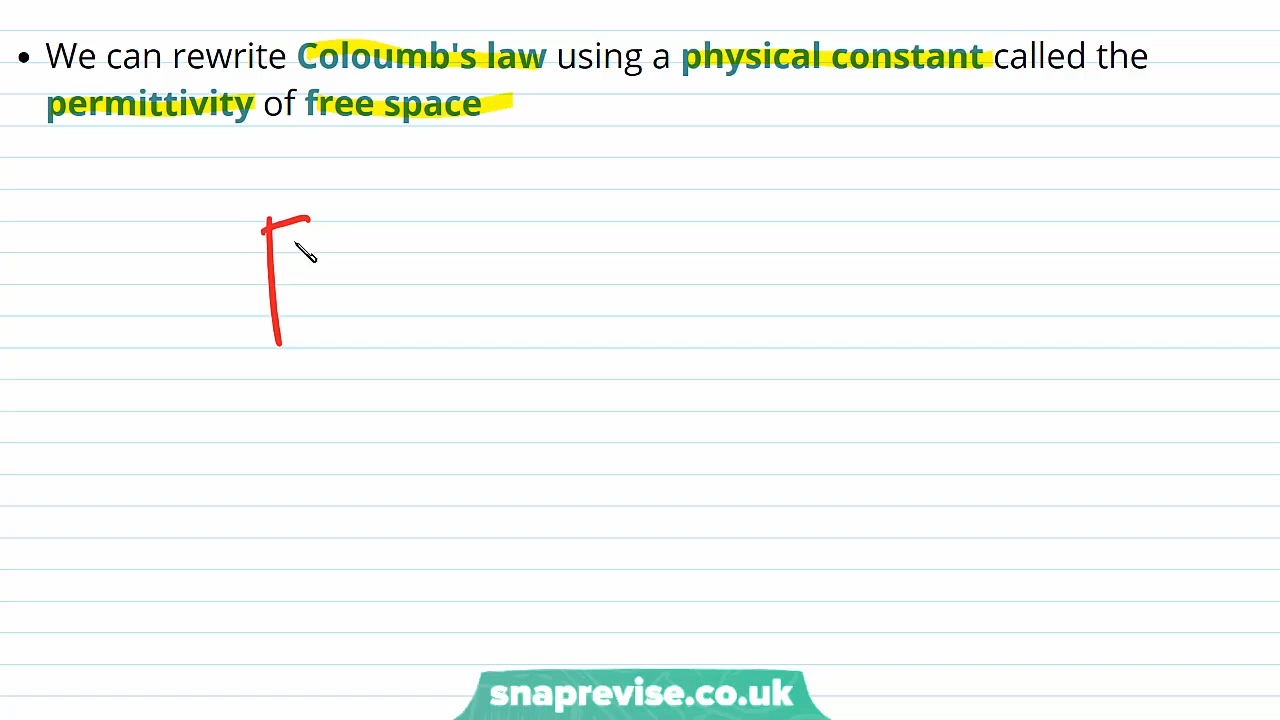 • We can rewrite Coloumb's law using a physical constant called the
permittivity of free space
snaprevise.co.uk